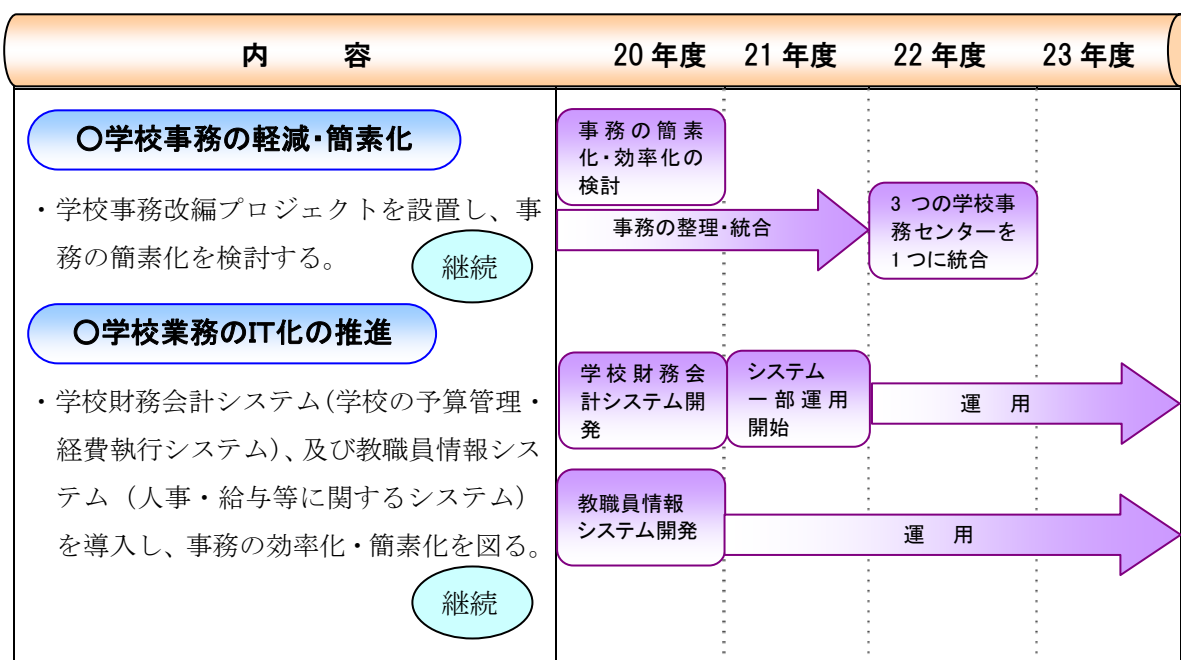 内　容　20 年度　21 年度　22 年度　23 年度
〇学校事務の軽減・簡素化
・学校事務改編プロジェクトを設置し、事
務の簡素化を検討する。
継続
事務の簡素
化・効率化の
検討
事務の整理・統合
3 つの学校事
務センターを
1 つに統合
〇学校業務のIT化の推進
・学校財務会計システム(学校の予算管理・
経費執行システム)、及び教職員情報シス
テム（人事・給与等に関するシステム）
を導入し、事務の効率化・簡素化を図る。
継続
学校財務会
計システム開
発
システム
一部運用
開始
運　用
教職員情報
システム開発
運　用